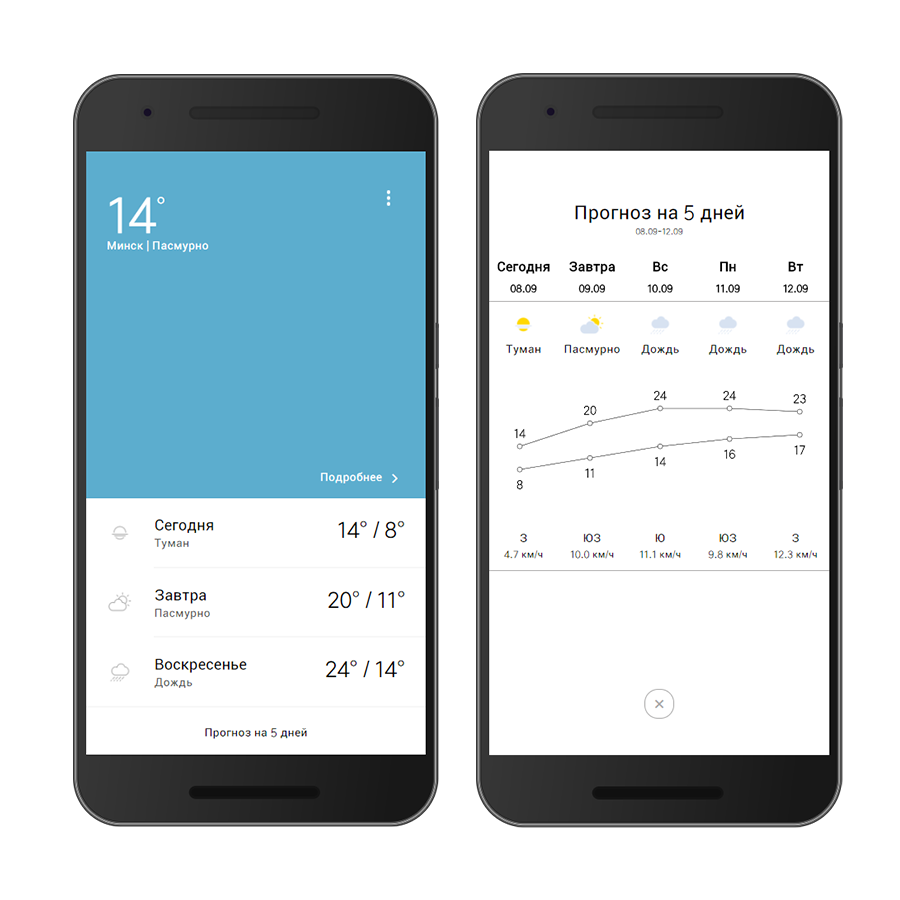 14°
Минск | Пасмурно
Подробнее
Сегодня
Туман
14° / 8°
Завтра
Пасмурно
20° / 11°
Воскресенье
Дождь
24° / 14°
Прогноз на 5 дней
Прогноз на 5 дней
08.09-12.09
Сегодня Завтра Вс Пн Вт
08.09 09.09 10.09 11.09 12.09
Туман Пасмурно Дождь Дождь Дождь
14 20 24 24 23
8 11 14 16 17
З ЮЗ Ю ЮЗ З
4.7 км/ч 10.0 км/ч 11.1 км/ч 9.8 км/ч 12.3 км/ч